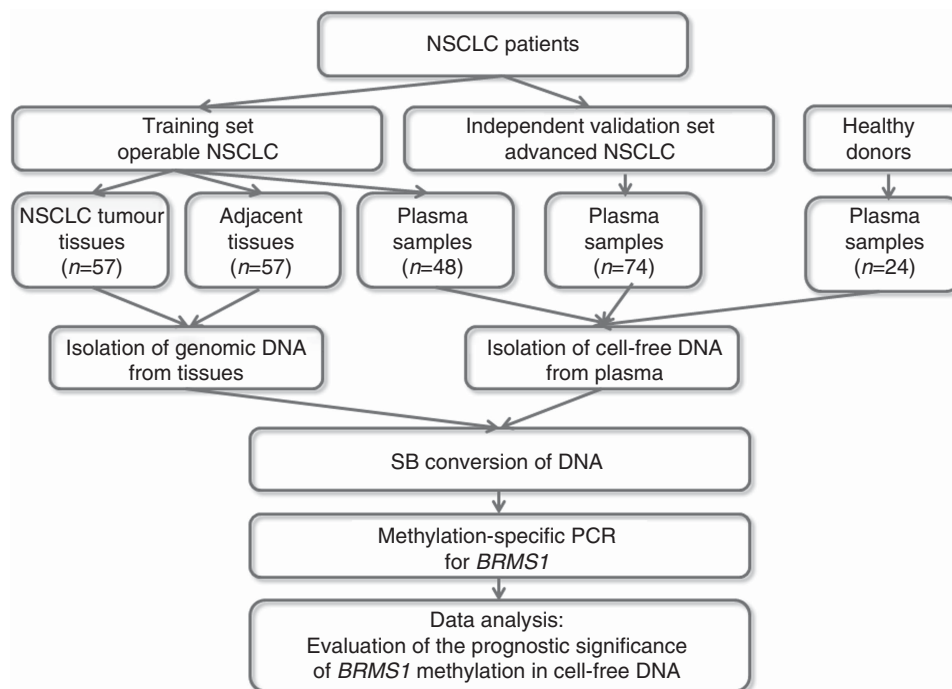 NSCLC patients
Training set
operable NSCLC
Independent validation set
advanced NSCLC
Healthy
donors
NSCLC tumour
tissues
(n=57)
Adjacent
tissues
(n=57)
Plasma
samples
(n=48)
Plasma
samples
(n=74)
Plasma
samples
(n=24)
Isolation of genomic DNA
from tissues
Isolation of cell-free DNA
from plasma
SB conversion of DNA
Methylation-specific PCR
for BRMS1
Data analysis:
Evaluation of the prognostic significance
of BRMS1 methylation in cell-free DNA